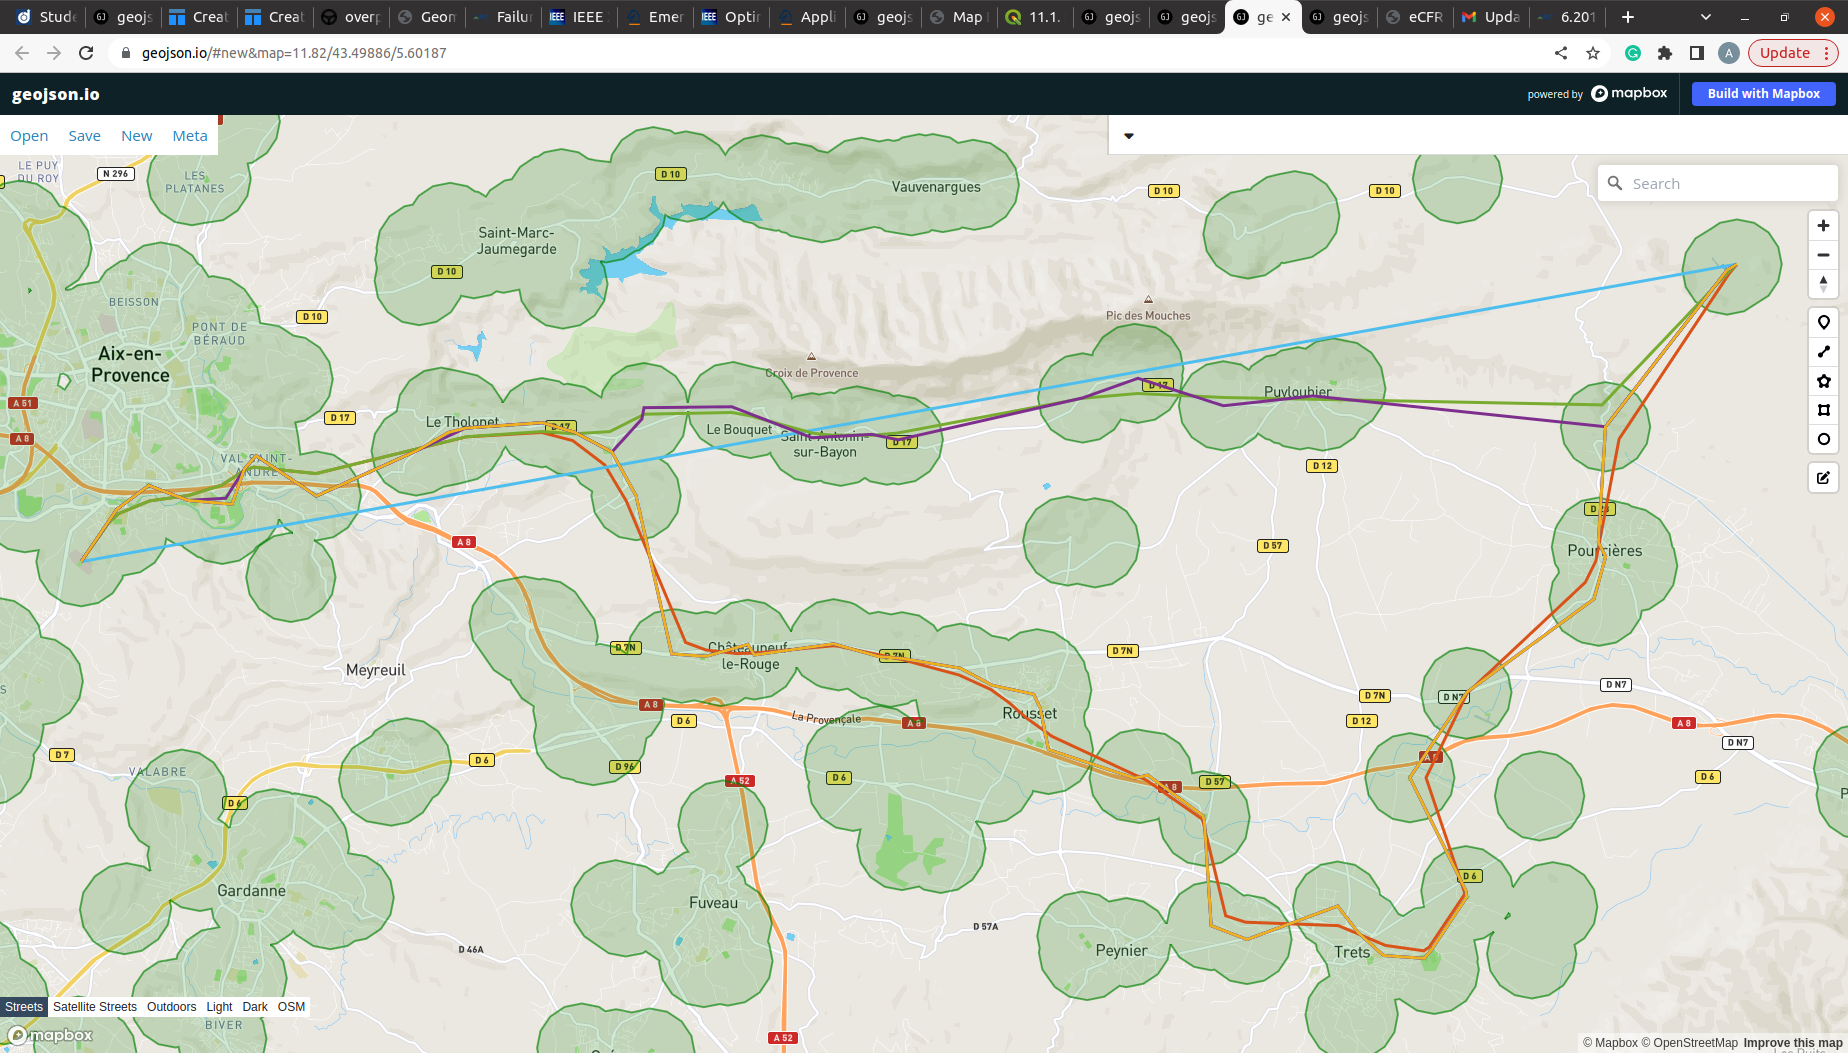 Stude
geojs
Creat
Creat
overp
Geom
Failur
IEEE
Emer
Optir
Appli
geojs
Map
11.1.
geojs
geojs
ge
geojs
eCFR
Upda
6.201
geojson.io/#new&map=11.82/43.49886/5.60187
A
Update
geojson.io
powered by mapbox
Build with Mapbox
Open Save New Meta
Search
LE PUY
DU ROY
N 296
LES
PLATANES
D 10
Vauvenargues
D 10
D 10
Saint-Marc-
Jaumegarde
D 10
BEISSON
D 10
PONT DE
BÉRAUD
Pic des Mouches
Aix-en-
Provence
Croix de Provence
A 51
D 17
D 17
Puyloubier
Le Tholonet
D 17
Le Bouquet
Saint-Antonin-
sur-Bayon
D 17
A 8
VAL SAINT-
ANDRÉ
D 12
D 23
A 8
D 57
Pourrières
D 7N
Châteauneuf-
le-Rouge
D 7N
D 7N
Meyreuil
D N7
D 7N
D N7
A 8
D 6
La Provençale
A 8
Rousset
D 12
A 8
D N7
D 7
D 6
A 8
VALABRE
D 96
A 52
D 6
A 8
D 57
D 6
D 6
P
Gardanne
D 6
Fuveau
D 57A
D 46A
Peynier
Trets
Streets Satellite Streets Outdoors Light Dark OSM
BIVER
mapbox
A 52
© Mapbox © OpenStreetMap Improve this map